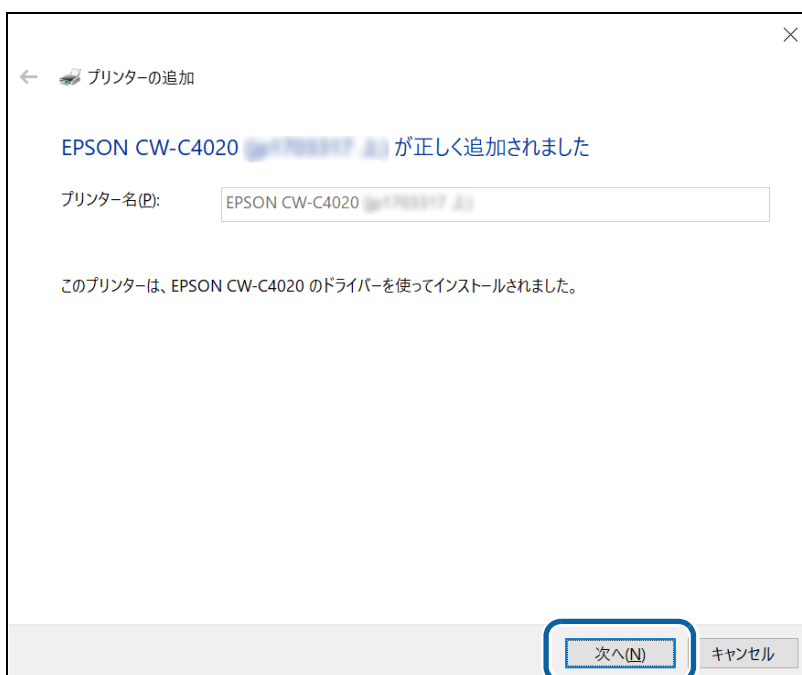 プリンターの追加
EPSON CW-C4020 が正しく追加されました
プリンター名(P):
EPSON CW-C4020
このプリンターは、EPSON CW-C4020 のドライバーを使ってインストールされました。
次へ(N)
キャンセル